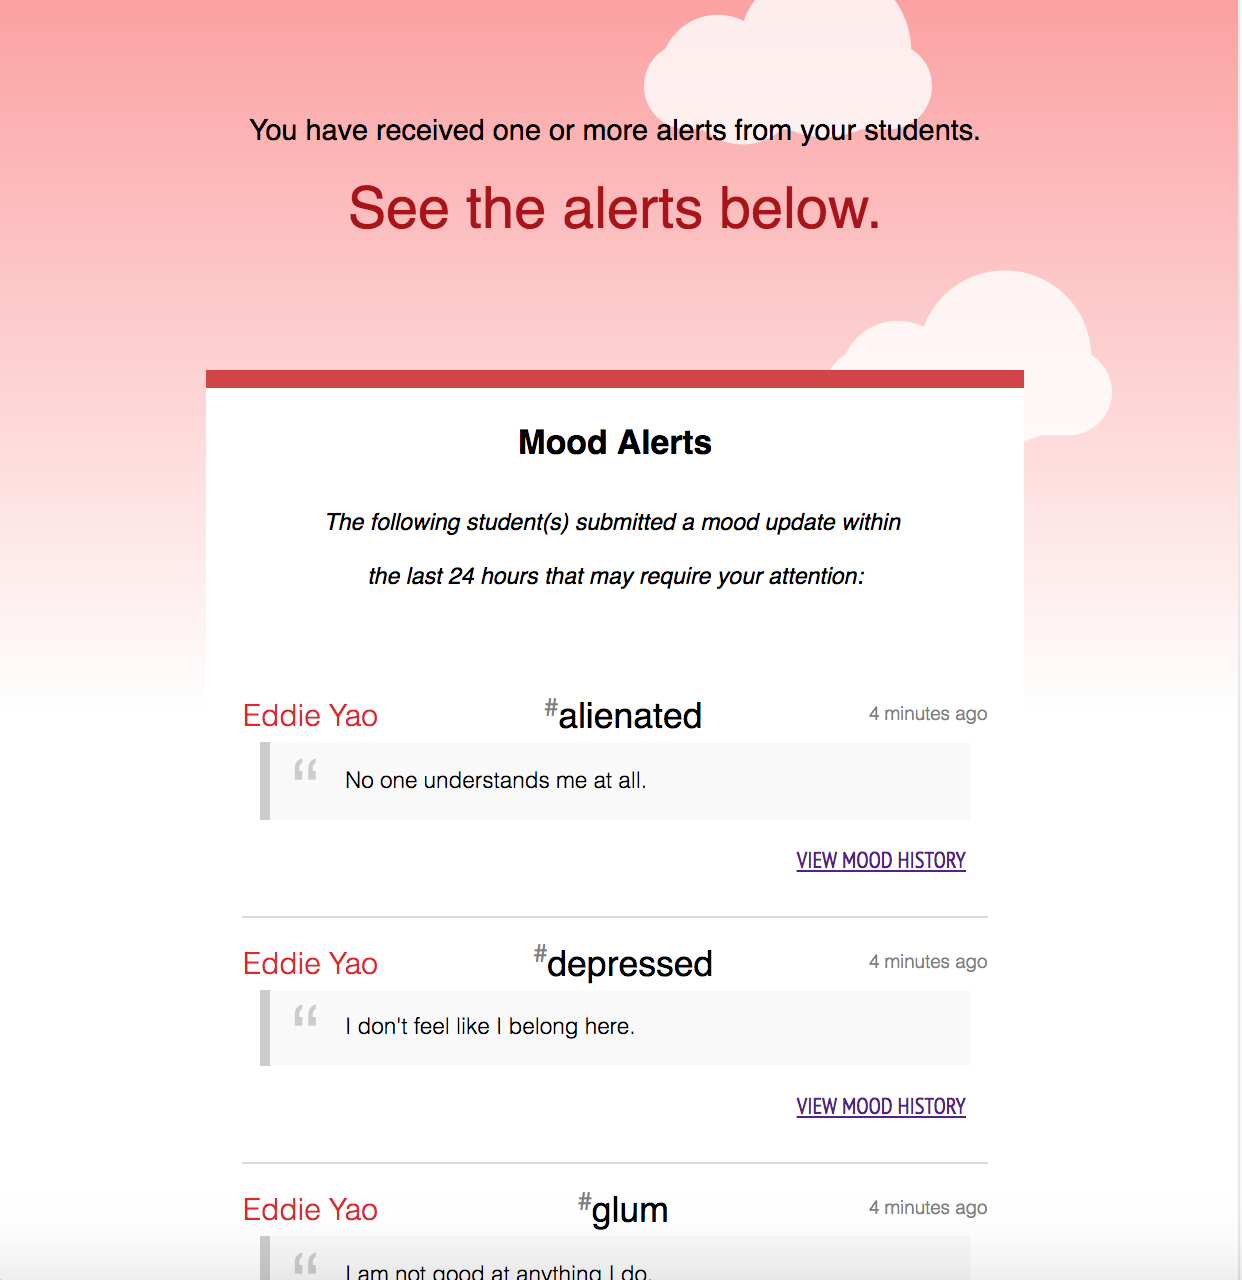 You have received one or more alerts from your students.
See the alerts below.
Mood Alerts
The following student(s) submitted a mood update within
the last 24 hours that may require your attention:
Eddie Yao #alienated 4 minutes ago
“ No one understands me at all.
VIEW MOOD HISTORY
Eddie Yao #depressed 4 minutes ago
“ I don't feel like I belong here.
VIEW MOOD HISTORY
Eddie Yao #glum 4 minutes ago
“ I am not good at anything I do.